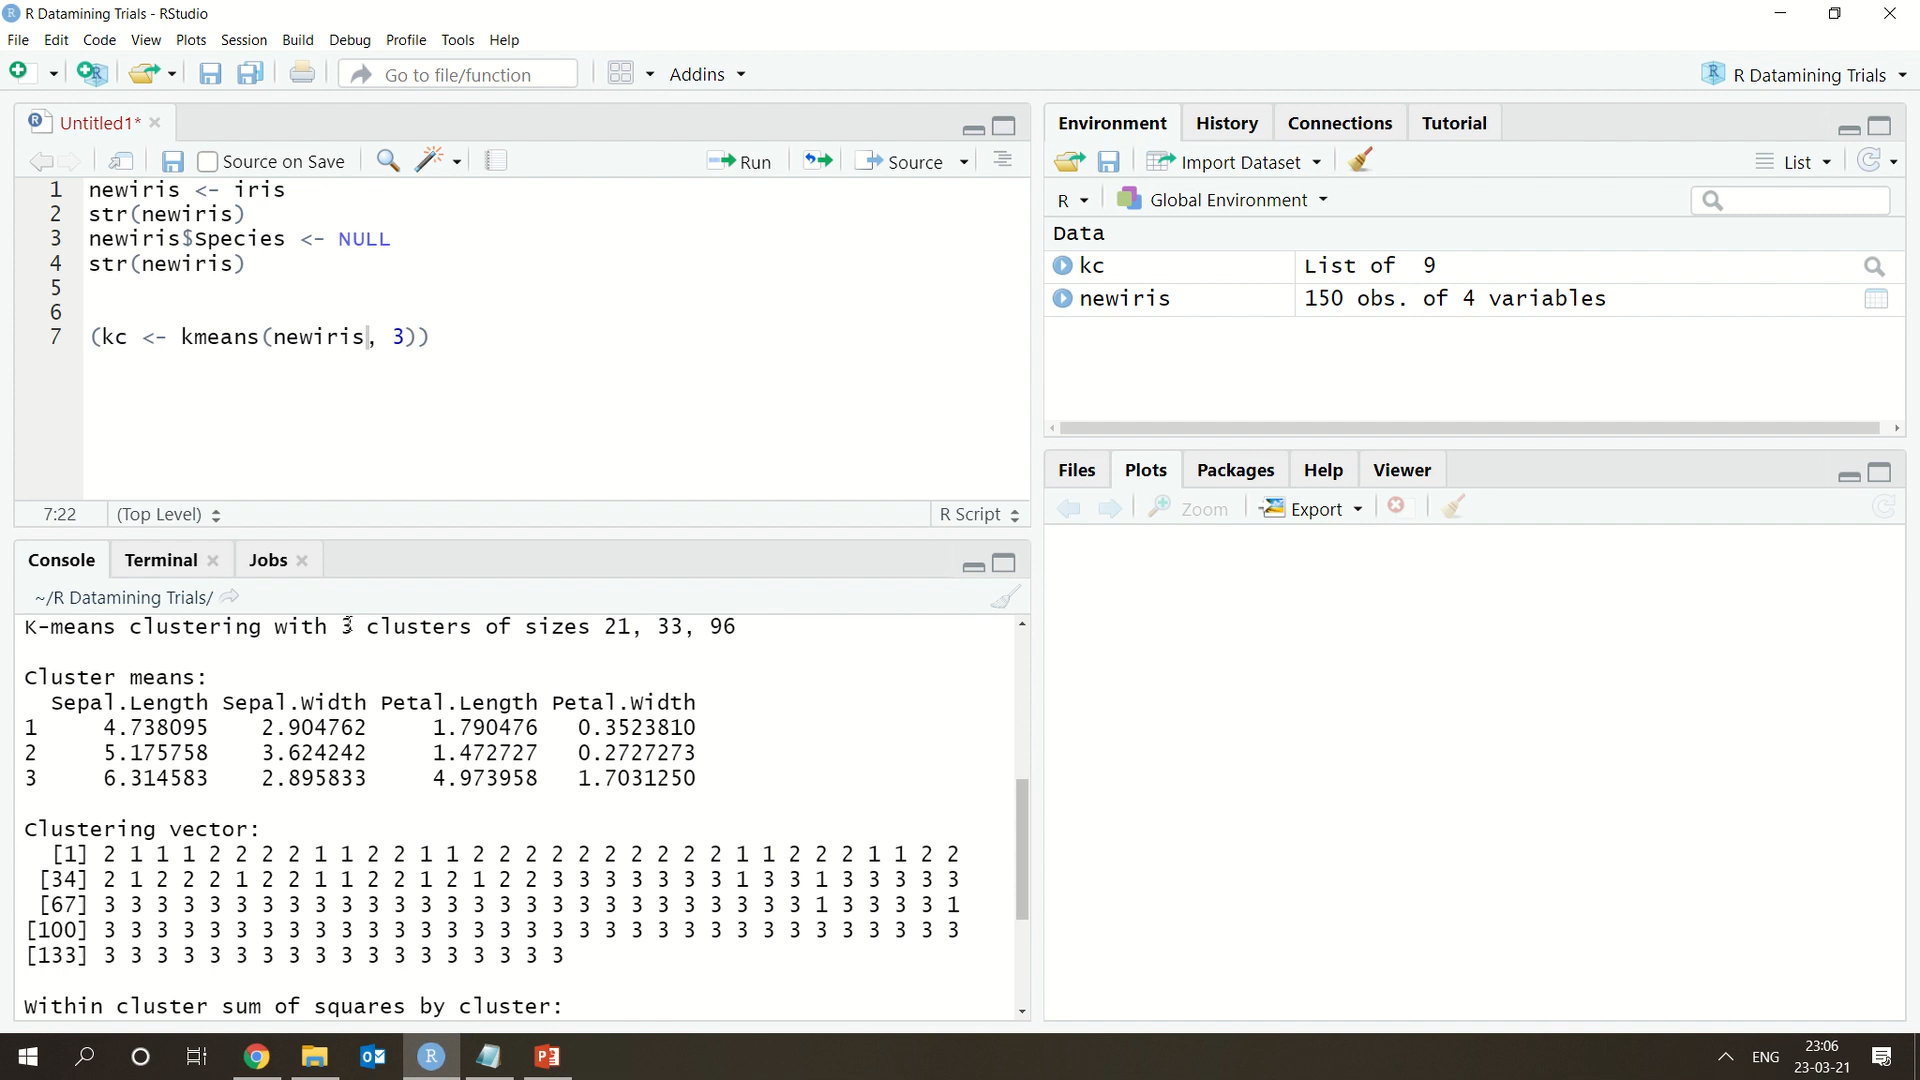 R Datamining Trials - RStudio
File Edit Code View Plots Session Build Debug Profile Tools Help
Go to file/function Addins R Datamining Trials
Untitled1*
Source on Save Run Source
1 newiris <- iris
2 str(newiris)
3 newiris$Species <- NULL
4 str(newiris)
5
6
7 (kc <- kmeans(newiris, 3))
7:22 (Top Level) R Script
Console Terminal Jobs
~/R Datamining Trials/
K-means clustering with 3 clusters of sizes 21, 33, 96
Cluster means:
Sepal.Length Sepal.Width Petal.Length Petal.Width
1 4.738095 2.904762 1.790476 0.3523810
2 5.175758 3.624242 1.472727 0.2727273
3 6.314583 2.895833 4.973958 1.7031250
Clustering vector:
[1] 2 1 1 1 2 2 2 2 1 1 2 2 1 1 2 2 2 2 2 2 2 2 2 2 1 1 2 2 2 1 1 2 2
[34] 2 1 2 2 2 1 2 2 1 1 2 2 1 2 1 2 2 3 3 3 3 3 3 3 1 3 3 1 3 3 3 3 3
[67] 3 3 3 3 3 3 3 3 3 3 3 3 3 3 3 3 3 3 3 3 3 3 3 3 3 3 3 1 3 3 3 3 1
[100] 3 3 3 3 3 3 3 3 3 3 3 3 3 3 3 3 3 3 3 3 3 3 3 3 3 3 3 3 3 3 3 3 3
[133] 3 3 3 3 3 3 3 3 3 3 3 3 3 3 3 3 3 3
Within cluster sum of squares by cluster:
Environment History Connections Tutorial
Import Dataset List
R Global Environment
Data
kc List of 9
newiris 150 obs. of 4 variables
Files Plots Packages Help Viewer
Zoom Export
ENG 23:06
23-03-21